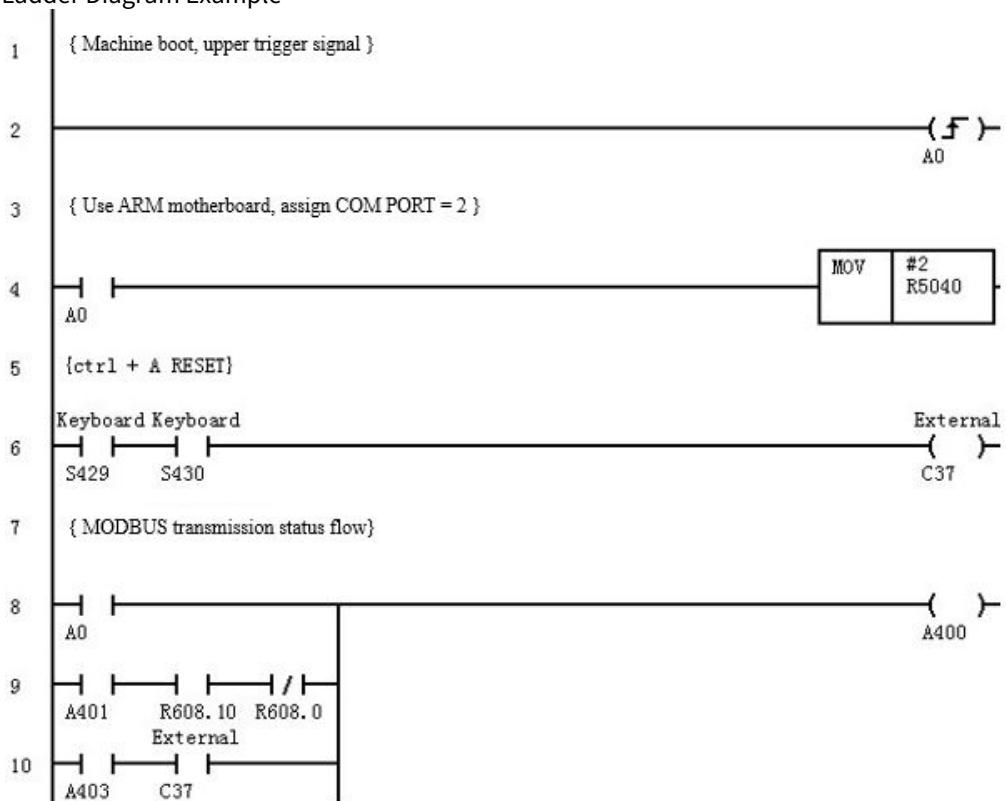 Ladder Diagram Example
1 { Machine boot, upper trigger signal }
2
A0
3 { Use ARM motherboard, assign COM PORT = 2 }
MOV #2
4 R5040
A0
5 {ctrl + A RESET}
Keyboard Keyboard External
6
S429 S430 C37
7 { MODBUS transmission status flow}
8
A0 A400
9
A401 R608.10 R608.0
External
10
A403 C37